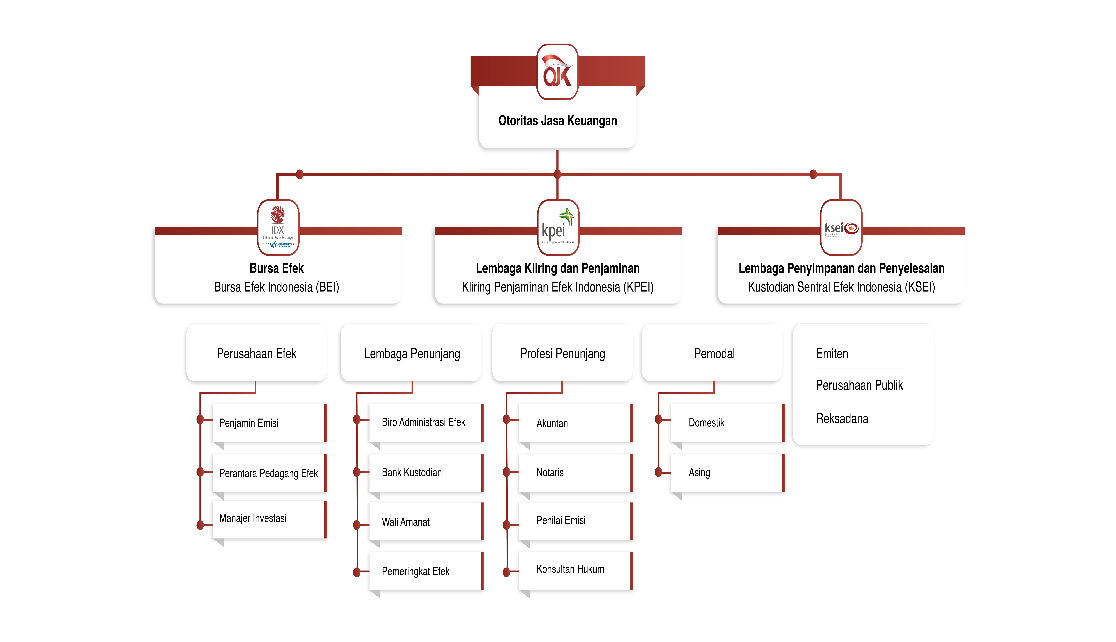 OJK
Otoritas Jasa Keuangan
IDX
kpei
ksei
Bursa Efek
Bursa Efek Indonesia (BEI)
Lembaga Kliring dan Penjaminan
Kliring Penjaminan Efek Indonesia (KPEI)
Lembaga Penyimpanan dan Penyelesaian
Kustodian Sentral Efek Indonesia (KSEI)
Perusahaan Efek
Penjamin Emisi
Perantara Pedagang Efek
Manajer Investasi
Lembaga Penunjang
Biro Administrasi Efek
Bank Kustodian
Wali Amanat
Pemeringkat Efek
Profesi Penunjang
Akuntan
Notaris
Penilai Emisi
Konsultan Hukum
Pemodal
Domestik
Asing
Emiten
Perusahaan Publik
Reksadana